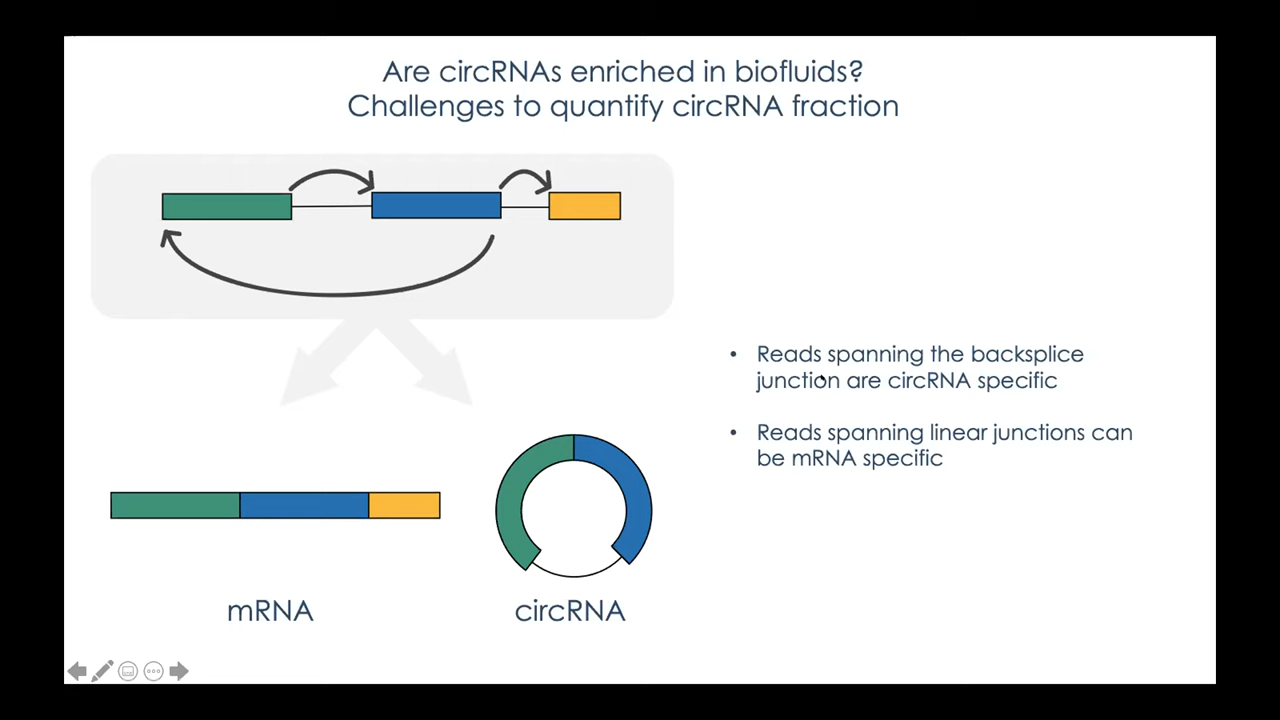 Are circRNAs enriched in biofluids?
Challenges to quantify circRNA fraction
• Reads spanning the backsplice
junction are circRNA specific
• Reads spanning linear junctions can
be mRNA specific
mRNA
circRNA